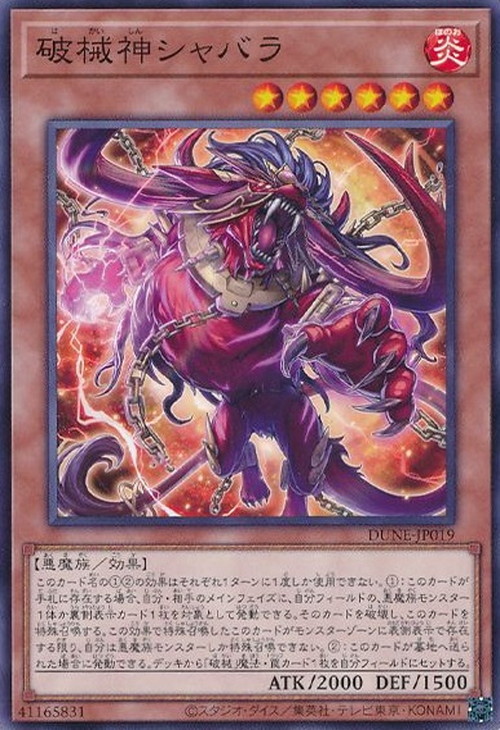 破械神シャバラ
炎
DUNE-JP019
【悪魔族／効果】
このカード名の①②の効果はそれぞれ１ターンに１度しか使用できない。①：このカードが
手札に存在する場合、自分・相手のメインフェイズに、自分フィールドの、悪魔族モンスター
１体か裏側表示カード１枚を対象として発動できる。そのカードを破壊し、このカードを
特殊召喚する。この効果で特殊召喚したこのカードがモンスターゾーンに表側表示で存在
する限り、自分は悪魔族モンスターしか特殊召喚できない。②：このカードが墓地へ送ら
れた場合に発動できる。デッキから「破械」魔法・罠カード１枚を自分フィールドにセットする。
ATK/2000 DEF/1500
41165831 ©スタジオ・ダイス／集英社・テレビ東京・KONAMI